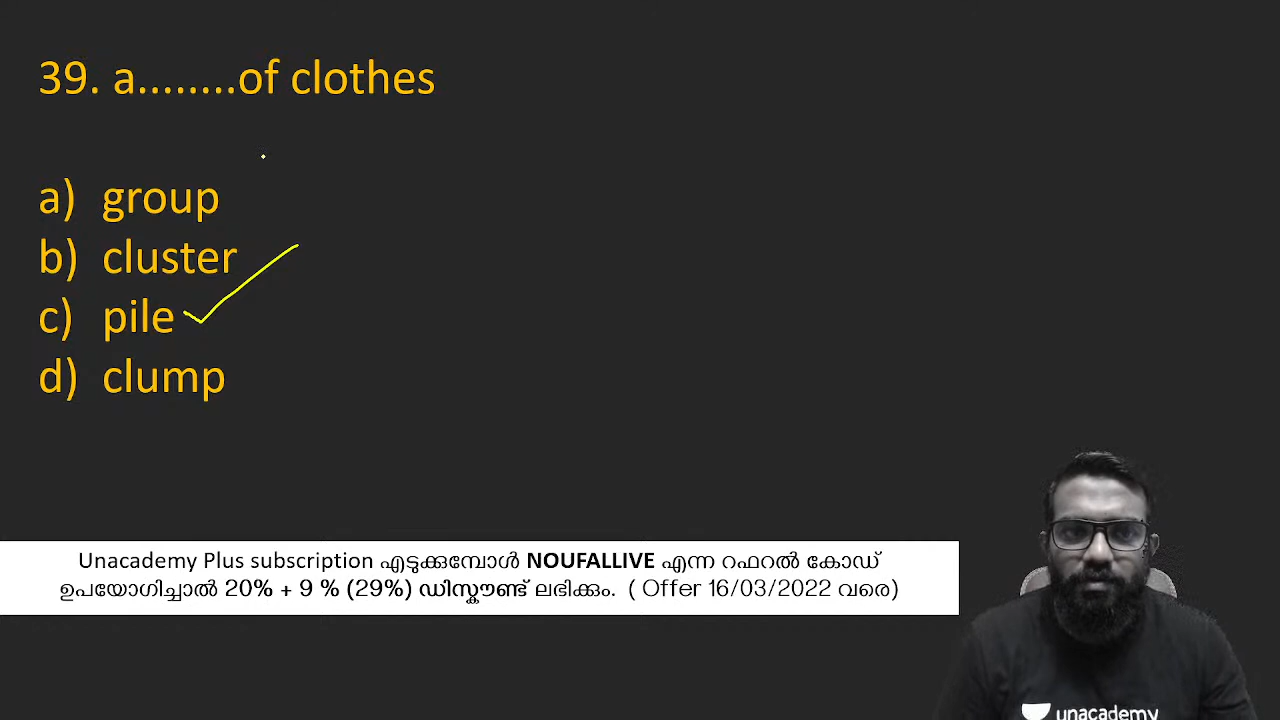 39. a........of clothes
a) group
b) cluster
c) pile
d) clump
Unacademy Plus subscription എടുക്കുമ്പോൾ NOUFALLIVE എന്ന റഫറൽ കോഡ്
ഉപയോഗിച്ചാൽ 20% + 9 % (29%) ഡിസ്കൗണ്ട് ലഭിക്കും. ( Offer 16/03/2022 വരെ)
unacademy